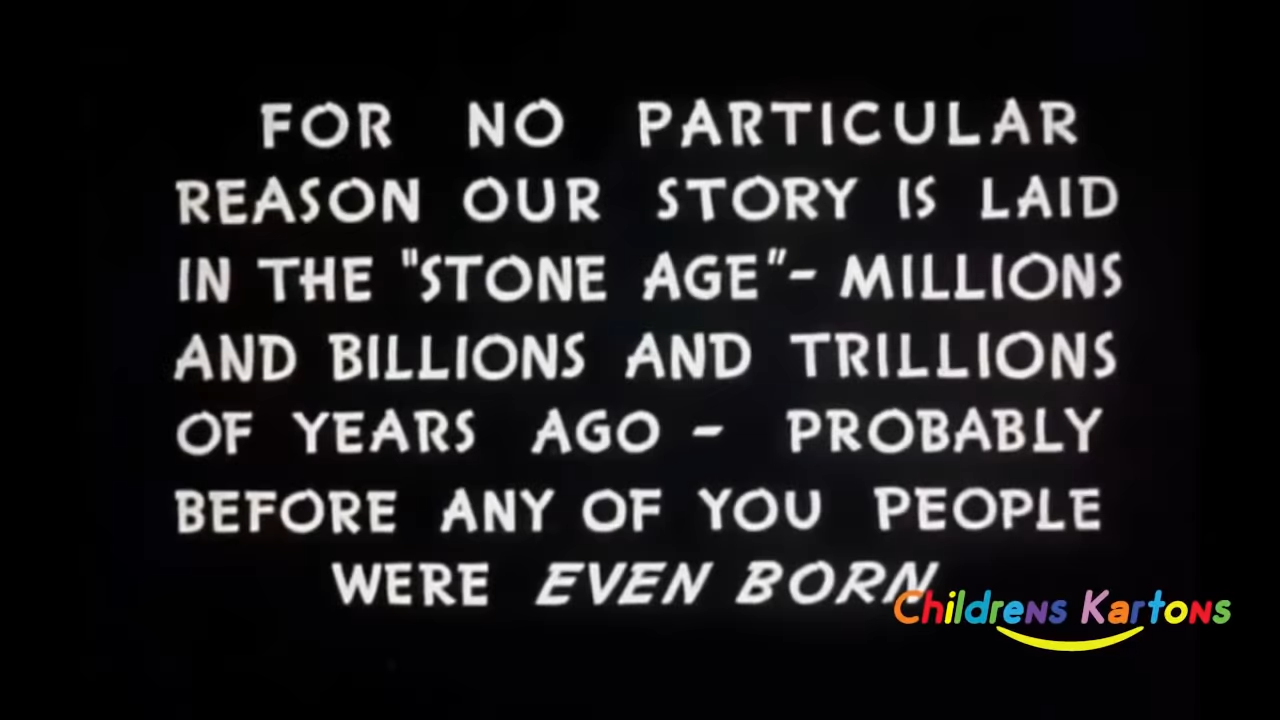 FOR NO PARTICULAR
REASON OUR STORY IS LAID
IN THE "STONE AGE"- MILLIONS
AND BILLIONS AND TRILLIONS
OF YEARS AGO - PROBABLY
BEFORE ANY OF YOU PEOPLE
WERE EVEN BORN
Childrens Kartons